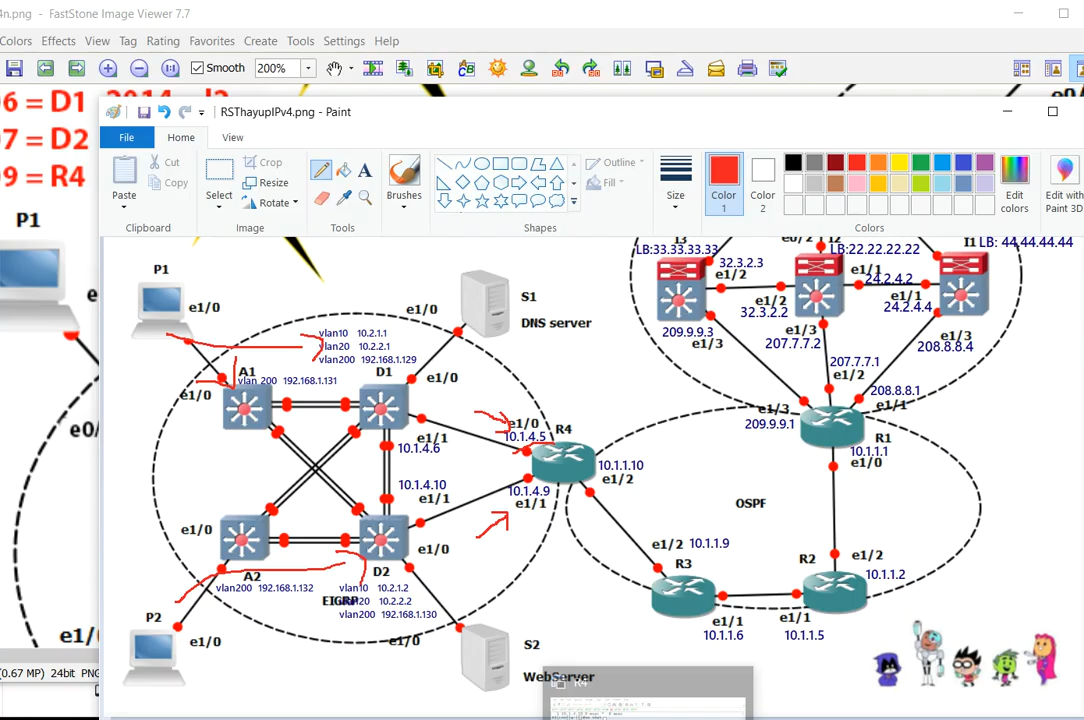 4n.png - FastStone Image Viewer 7.7
Colors Effects View Tag Rating Favorites Create Tools Settings Help
Smooth 200%
06 = D1
07 = D2
09 = R4
P1
RSThayupIPv4.png - Paint
File Home View
Paste Cut Copy
Select Crop Resize Rotate
Brushes
Outline
Fill
Size
Color 1
Color 2
Edit colors
Edit with Paint 3D
Clipboard Image Tools Shapes Colors
P1
e1/0
e1/0
S1
DNS server
vlan10 10.2.1.1
vlan20 10.2.2.1
vlan200 192.168.1.129
A1
vlan 200 192.168.1.131
D1
e1/0
e1/0
e1/1
10.1.4.6
e1/0
10.1.4.5
R4
10.1.4.10
e1/1
10.1.4.9
e1/1
10.1.1.10
e1/2
e1/0
A2
vlan200 192.168.1.132
D2
e1/0
vlan10 10.2.1.2
vlan20 10.2.2.2
vlan200 192.168.1.130
EIGRP
P2
e1/0
e1/0
S2
WebServer
I3
LB:33.33.33.33
32.3.2.3
e1/2
209.9.9.3
e1/3
e0/2
I2
LB:22.22.22.22
e1/1
e1/2
32.3.2.2
e1/3
207.7.7.2
I1
LB: 44.44.44.44
24.2.4.2
e1/1
24.2.4.4
e1/3
208.8.8.4
207.7.7.1
e1/2
208.8.8.1
e1/1
e1/3
209.9.9.1
R1
10.1.1.1
e1/0
OSPF
e1/2 10.1.1.9
R3
e1/1
10.1.1.6
R2
e1/2
10.1.1.2
e1/1
10.1.1.5
e1/
(0.67 MP) 24bit PNG
R4